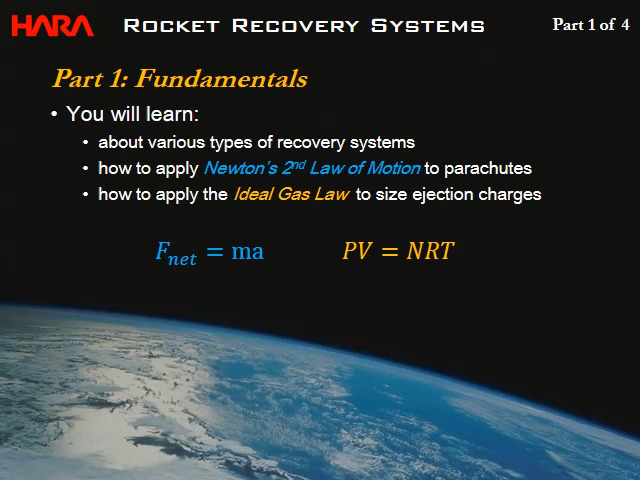 HARA
Rocket Recovery Systems
Part 1 of 4
Part 1: Fundamentals
• You will learn:
• about various types of recovery systems
• how to apply Newton's 2nd Law of Motion to parachutes
• how to apply the Ideal Gas Law to size ejection charges
F_net = ma
PV = NRT